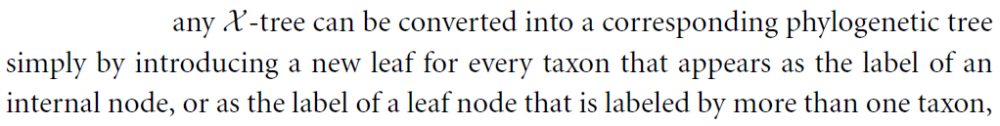 any 𝒳-tree can be converted into a corresponding phylogenetic tree
simply by introducing a new leaf for every taxon that appears as the label of an
internal node, or as the label of a leaf node that is labeled by more than one taxon,